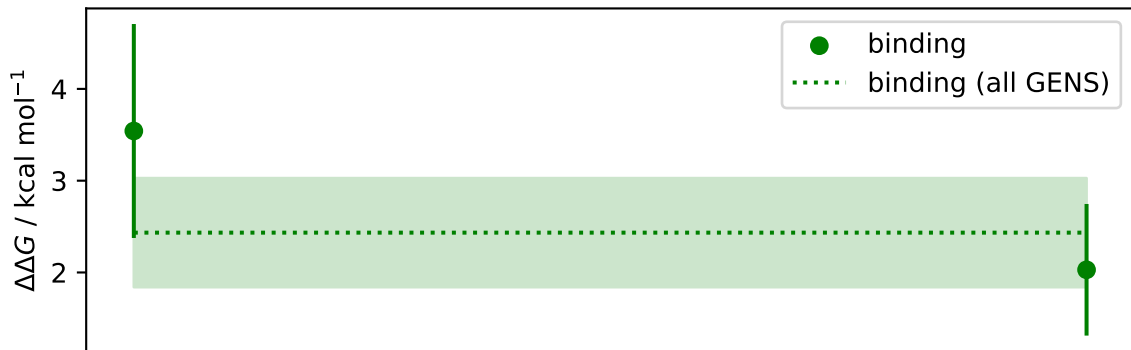 binding
binding (all GENS)
ΔΔG / kcal mol⁻¹
4
3
2